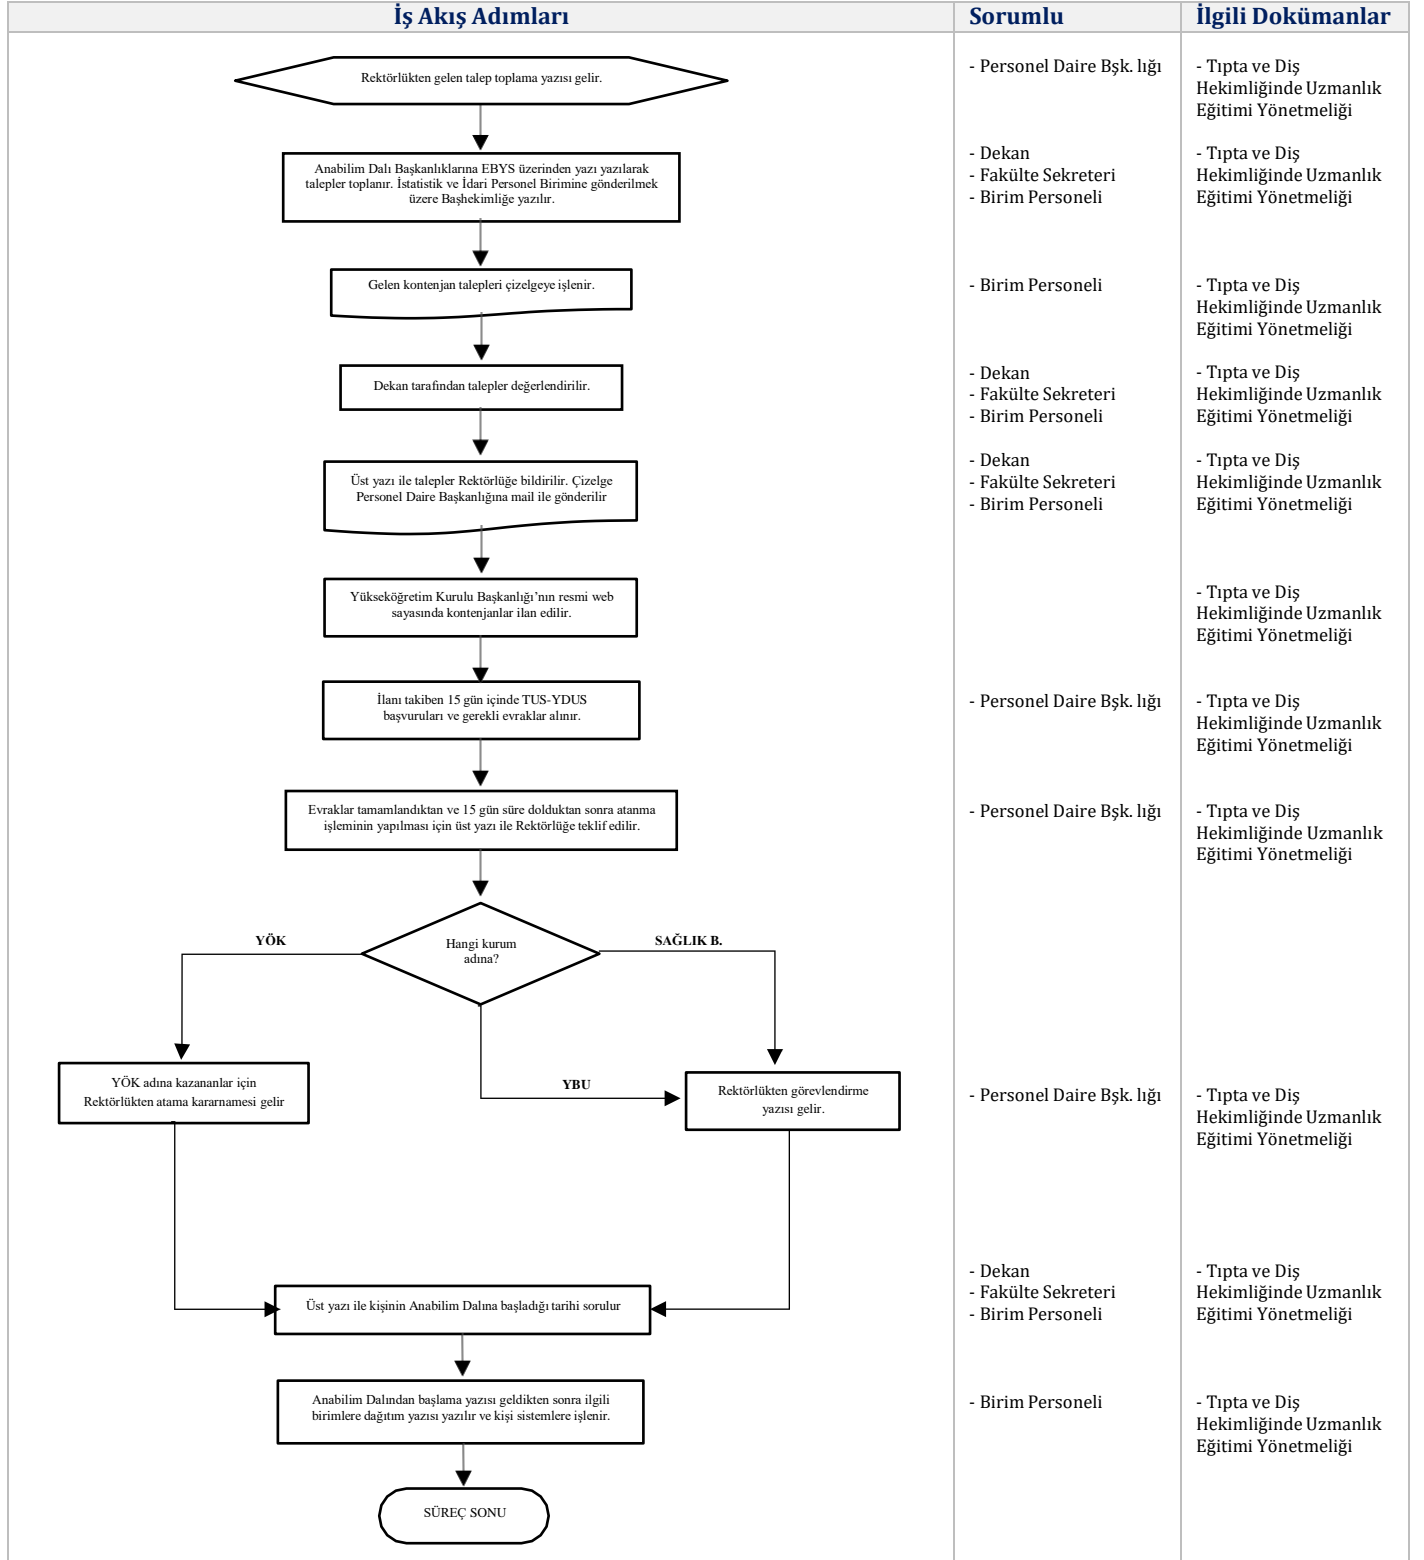 İş Akış Adımları
Sorumlu
İlgili Dokümanlar
Rektörlükten gelen talep toplama yazısı gelir.
- Personel Daire Bşk. lığı
- Tıpta ve Diş
Hekimliğinde Uzmanlık
Eğitimi Yönetmeliği
Anabilim Dalı Başkanlıklarına EBYS üzerinden yazı yazılarak
talepler toplanır. İstatistik ve İdari Personel Birimine gönderilmek
üzere Başhekimliğe yazılır.
- Dekan
- Fakülte Sekreteri
- Birim Personeli
- Tıpta ve Diş
Hekimliğinde Uzmanlık
Eğitimi Yönetmeliği
Gelen kontenjan talepleri çizelgeye işlenir.
- Birim Personeli
- Tıpta ve Diş
Hekimliğinde Uzmanlık
Eğitimi Yönetmeliği
Dekan tarafından talepler değerlendirilir.
- Dekan
- Fakülte Sekreteri
- Birim Personeli
- Tıpta ve Diş
Hekimliğinde Uzmanlık
Eğitimi Yönetmeliği
Üst yazı ile talepler Rektörlüğe bildirilir. Çizelge
Personel Daire Başkanlığına mail ile gönderilir
- Dekan
- Fakülte Sekreteri
- Birim Personeli
- Tıpta ve Diş
Hekimliğinde Uzmanlık
Eğitimi Yönetmeliği
Yükseköğretim Kurulu Başkanlığı’nın resmi web
sayasında kontenjanlar ilan edilir.
- Tıpta ve Diş
Hekimliğinde Uzmanlık
Eğitimi Yönetmeliği
İlanı takiben 15 gün içinde TUS-YDUS
başvuruları ve gerekli evraklar alınır.
- Personel Daire Bşk. lığı
- Tıpta ve Diş
Hekimliğinde Uzmanlık
Eğitimi Yönetmeliği
Evraklar tamamlandıktan ve 15 gün süre dolduktan sonra atanma
işleminin yapılması için üst yazı ile Rektörlüğe teklif edilir.
- Personel Daire Bşk. lığı
- Tıpta ve Diş
Hekimliğinde Uzmanlık
Eğitimi Yönetmeliği
YÖK
Hangi kurum
adına?
SAĞLIK B.
YBU
YÖK adına kazananlar için
Rektörlükten atama kararnamesi gelir
Rektörlükten görevlendirme
yazısı gelir.
- Personel Daire Bşk. lığı
- Tıpta ve Diş
Hekimliğinde Uzmanlık
Eğitimi Yönetmeliği
Üst yazı ile kişinin Anabilim Dalına başladığı tarihi sorulur
- Dekan
- Fakülte Sekreteri
- Birim Personeli
- Tıpta ve Diş
Hekimliğinde Uzmanlık
Eğitimi Yönetmeliği
Anabilim Dalından başlama yazısı geldikten sonra ilgili
birimlere dağıtım yazısı yazılır ve kişi sistemlere işlenir.
- Birim Personeli
- Tıpta ve Diş
Hekimliğinde Uzmanlık
Eğitimi Yönetmeliği
SÜREÇ SONU